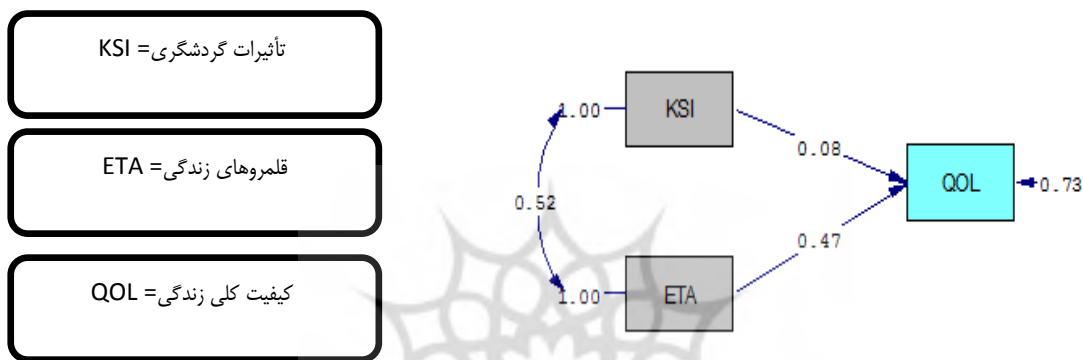 تأثیرات گردشگری= KSI
قلمروهای زندگی= ETA
کیفیت کلی زندگی= QOL
1.00
KSI
0.08
QOL
0.73
0.52
0.47
1.00
ETA